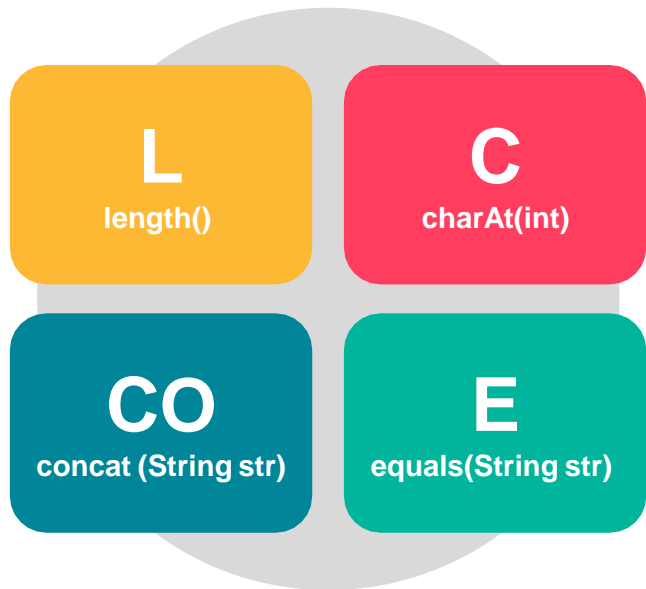 L
length()
C
charAt(int)
CO
concat (String str)
E
equals(String str)